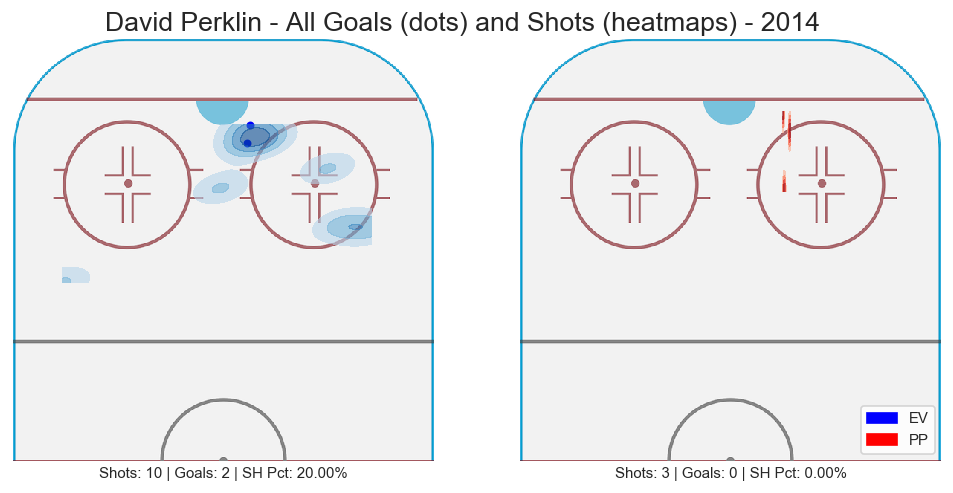 David Perklin - All Goals (dots) and Shots (heatmaps) - 2014
EV
PP
Shots: 10 | Goals: 2 | SH Pct: 20.00%
Shots: 3 | Goals: 0 | SH Pct: 0.00%